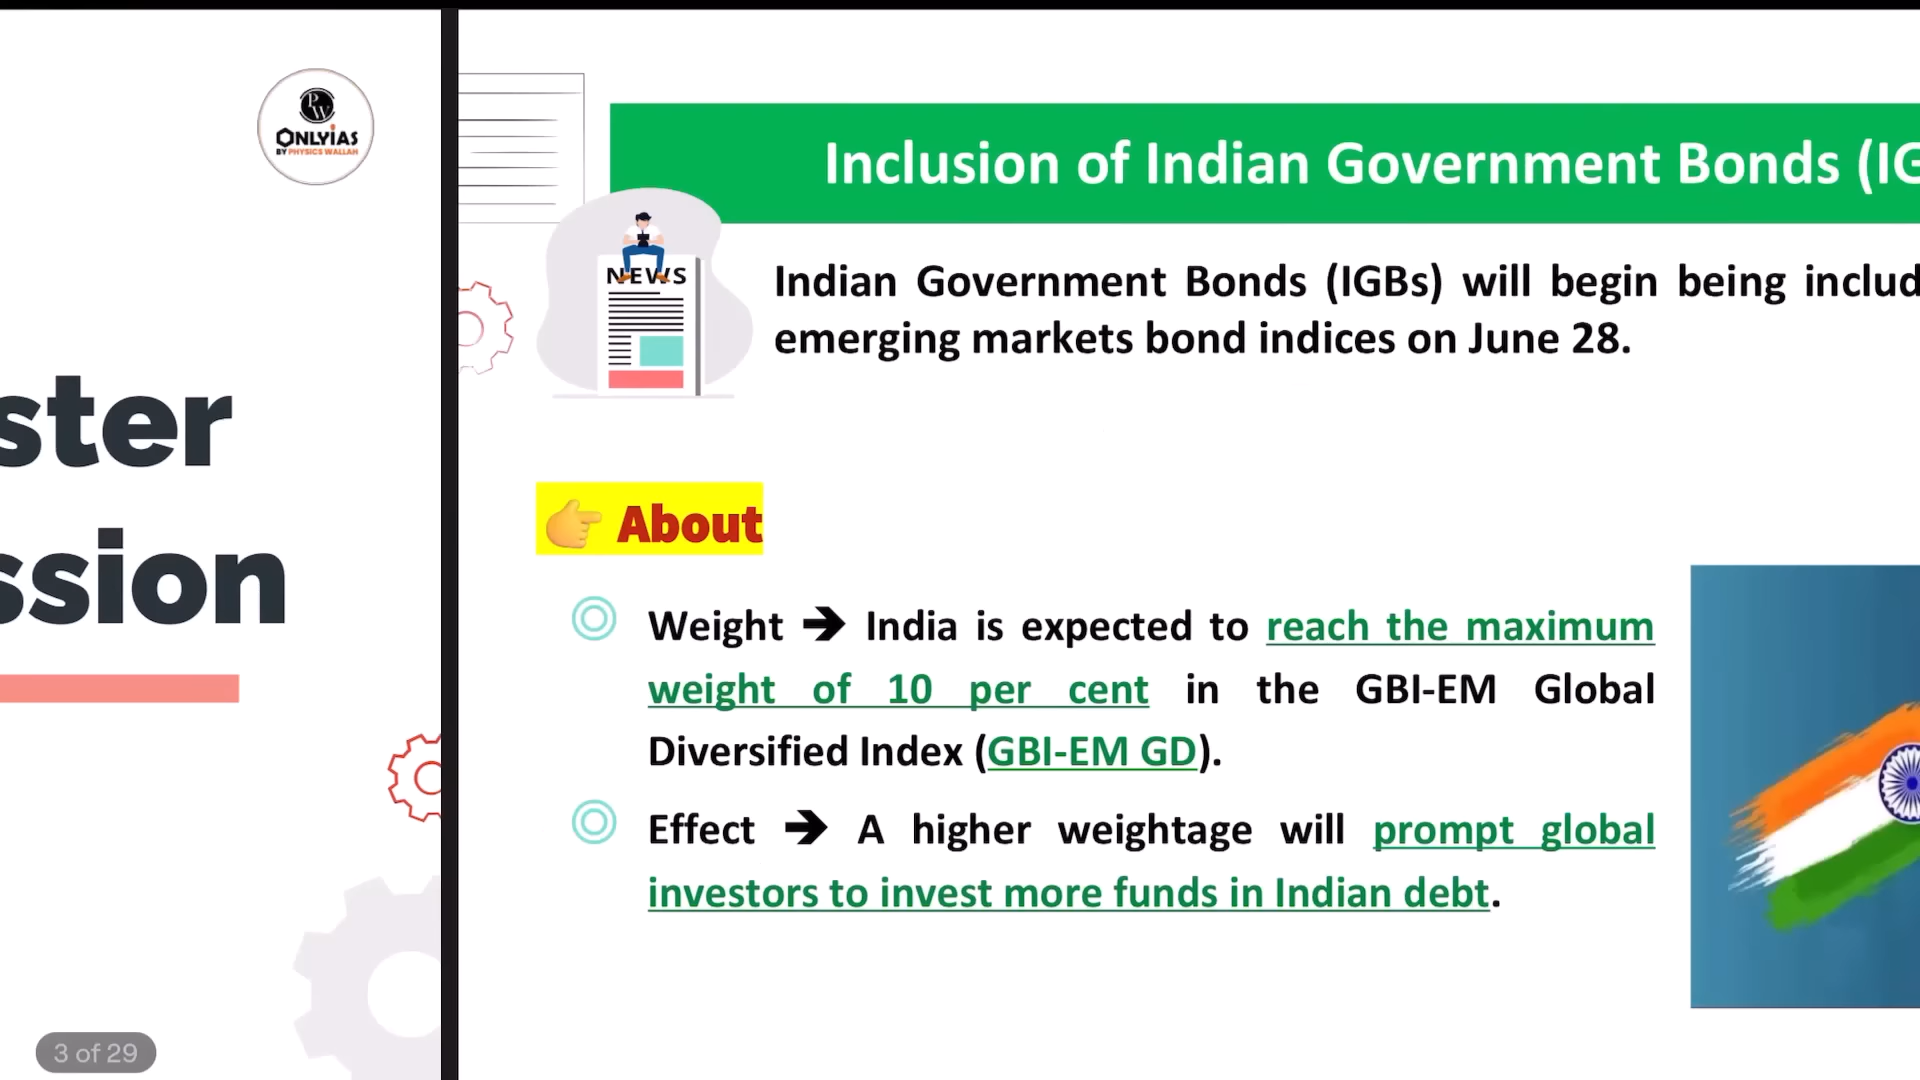 PW
ONLYIAS
BY PHYSICS WALLAH
ster
ssion
3 of 29
Inclusion of Indian Government Bonds (IG
NEWS
Indian Government Bonds (IGBs) will begin being includ
emerging markets bond indices on June 28.
👉 About
Weight ➔ India is expected to reach the maximum
weight of 10 per cent in the GBI-EM Global
Diversified Index (GBI-EM GD).
Effect ➔ A higher weightage will prompt global
investors to invest more funds in Indian debt.